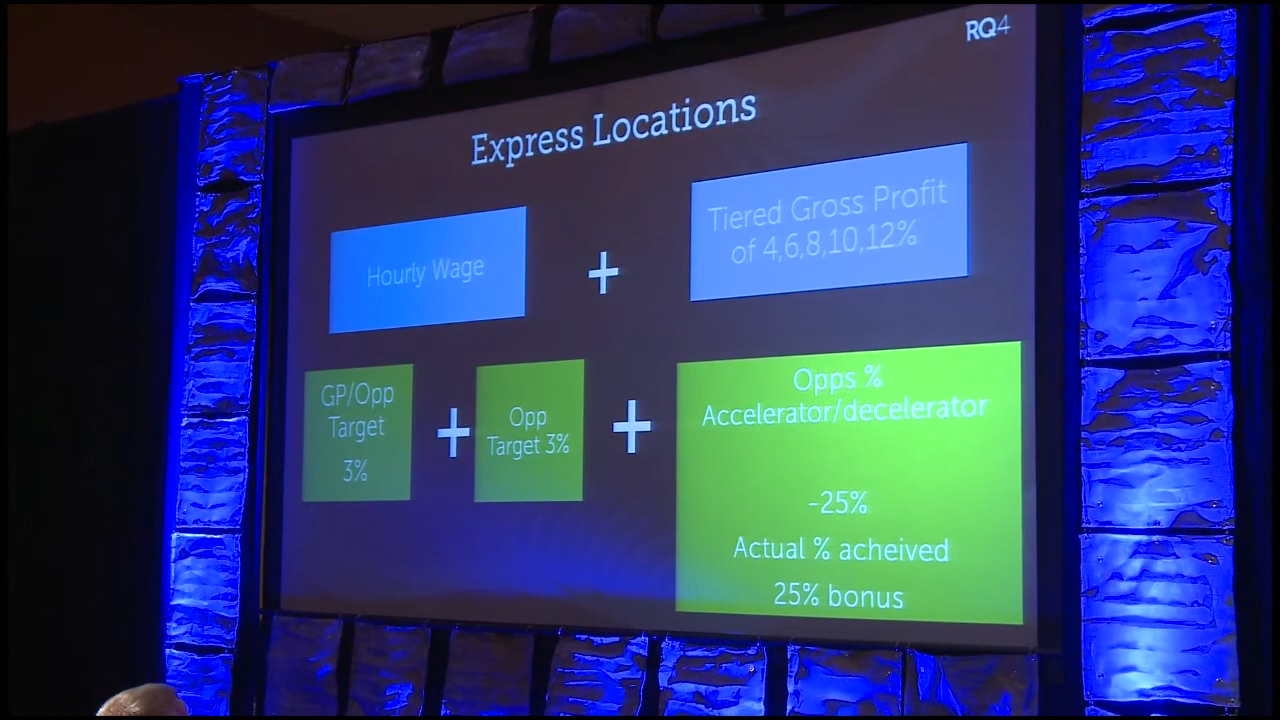 RQ4
Express Locations
Hourly Wage
+
Tiered Gross Profit
of 4,6,8,10,12%
GP/Opp
Target
3%
+
Opp
Target 3%
+
Opps %
Accelerator/decelerator
-25%
Actual % acheived
25% bonus